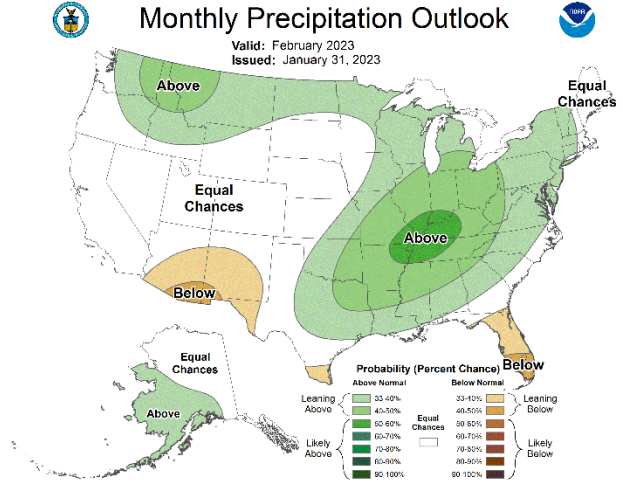 Monthly Precipitation Outlook
NOAA
Valid: February 2023
Issued: January 31, 2023
Above
Equal
Chances
Equal
Chances
Above
Below
Equal
Chances
Above
Below
Probability (Percent Chance)
Above Normal
Below Normal
Leaning
Above
33-40%
40-50%
Likely
Above
50-60%
60-70%
70-80%
80-90%
90-100%
Equal
Chances
33-40%
40-50%
Leaning
Below
50-60%
60-70%
70-80%
80-90%
90-100%
Likely
Below